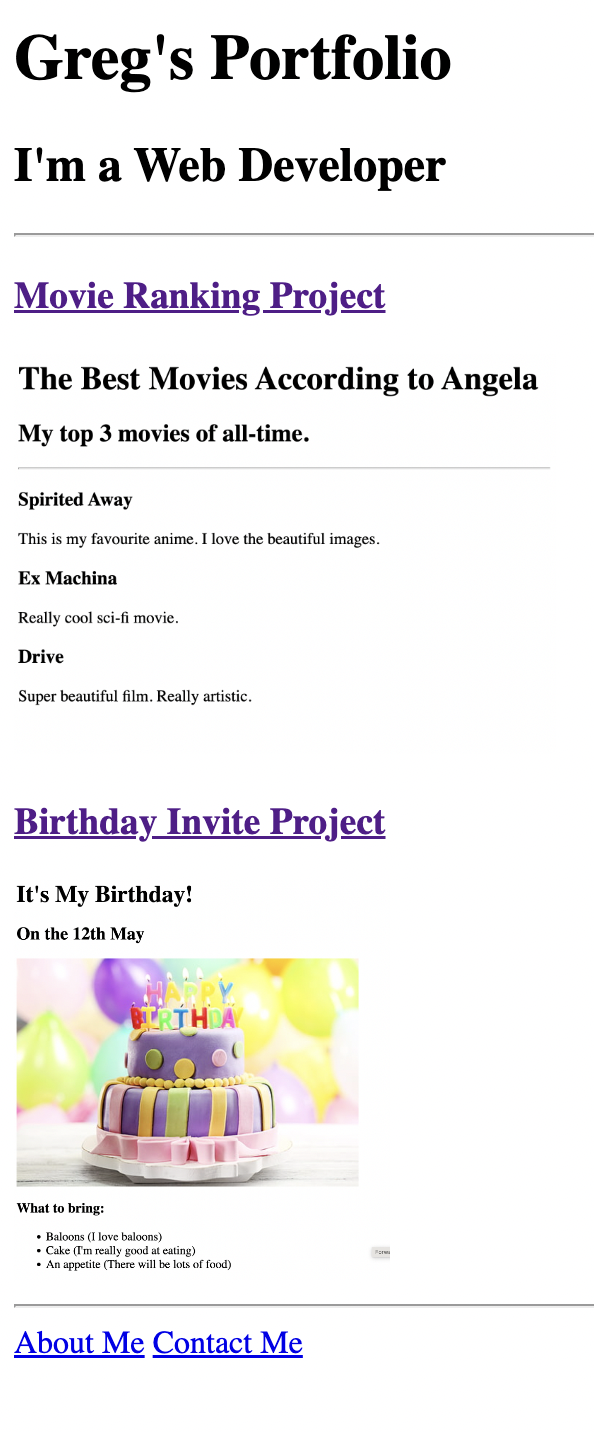 Greg's Portfolio
I'm a Web Developer
Movie Ranking Project
The Best Movies According to Angela
My top 3 movies of all-time.
Spirited Away
This is my favourite anime. I love the beautiful images.
Ex Machina
Really cool sci-fi movie.
Drive
Super beautiful film. Really artistic.
Birthday Invite Project
It's My Birthday!
On the 12th May
HAPPY
BIRTHDAY
What to bring:
Baloons (I love baloons)
Cake (I'm really good at eating)
An appetite (There will be lots of food)
About Me Contact Me